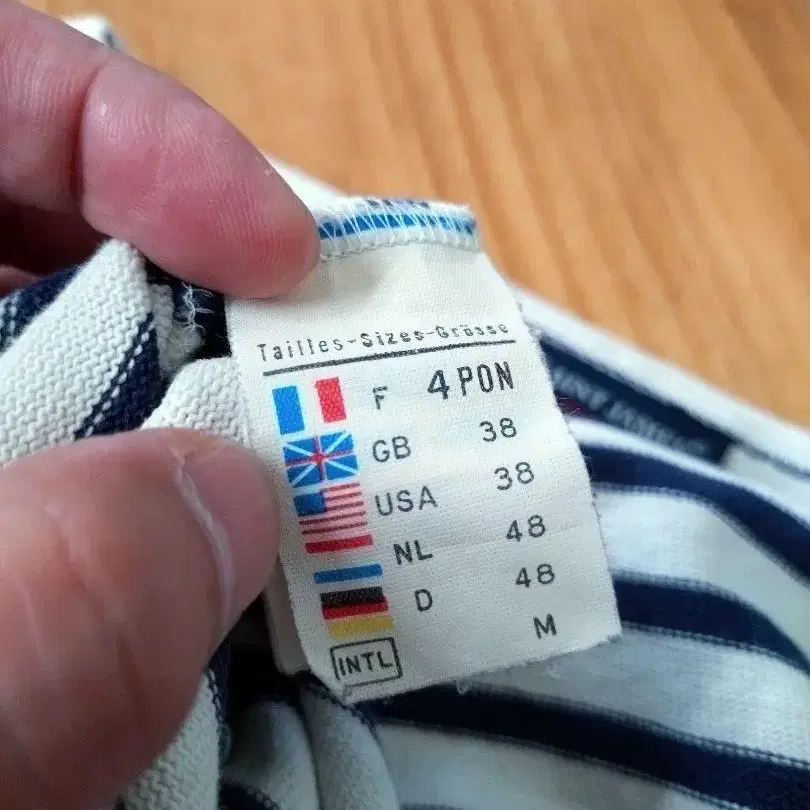 Tailles-Sizes-Grösse
F 4 PON
GB 38
USA 38
NL 48
D 48
INTL M